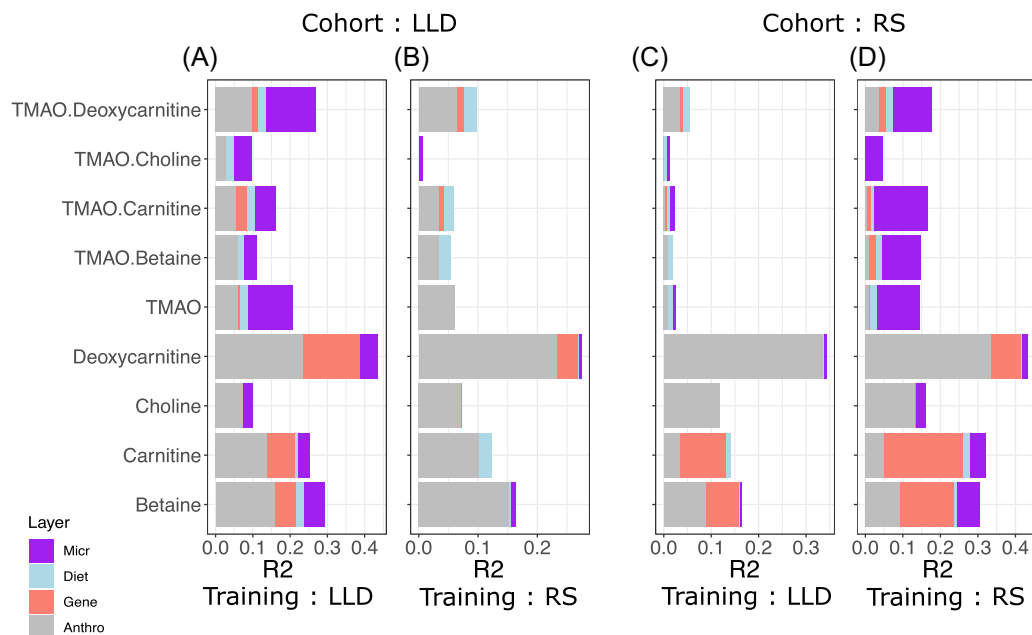 Cohort : LLD
Cohort : RS
(A)
(B)
(C)
(D)
TMAO.Deoxycarnitine
TMAO.Choline
TMAO.Carnitine
TMAO.Betaine
TMAO
Deoxycarnitine
Choline
Carnitine
Betaine
0.0 0.1 0.2 0.3 0.4
0.0 0.1 0.2
0.0 0.1 0.2 0.3
0.0 0.1 0.2 0.3 0.4
R2
R2
R2
R2
Training : LLD
Training : RS
Training : LLD
Training : RS
Layer
Micr
Diet
Gene
Anthro